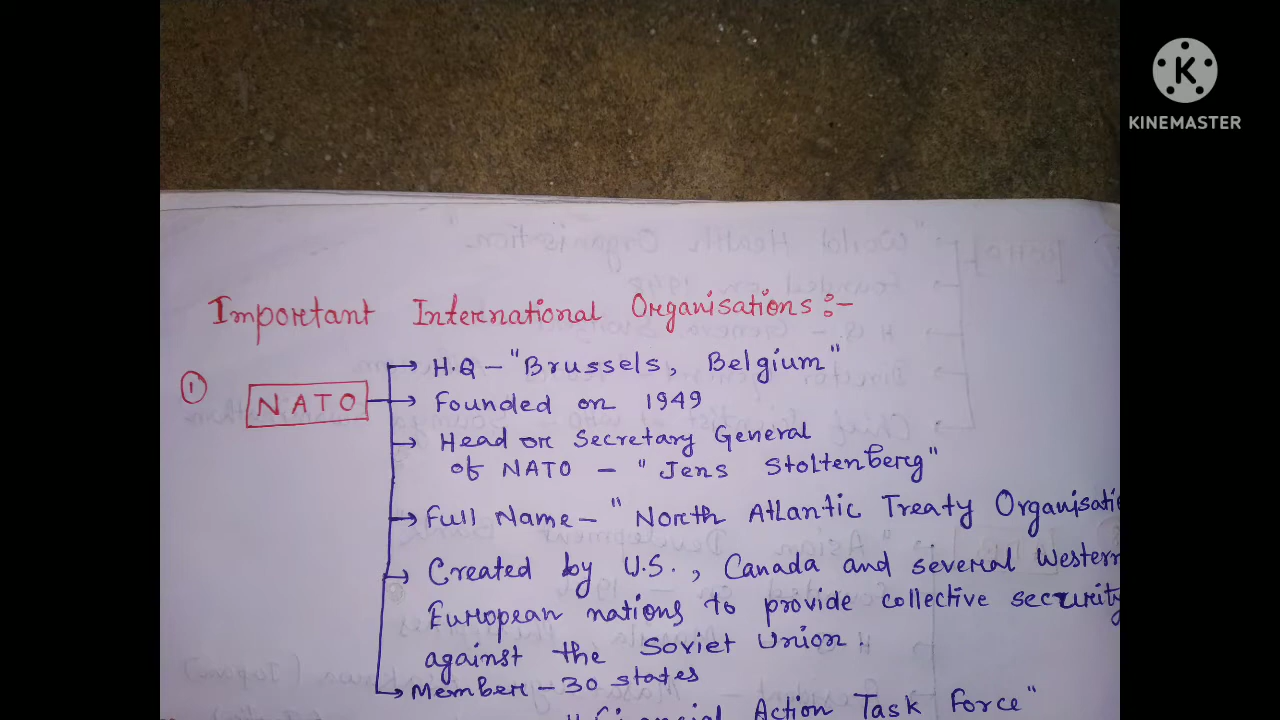 KINEMASTER
Important International Organisations :-
① NATO
→ H.Q - "Brussels, Belgium"
→ Founded on 1949
→ Head or Secretary General
of NATO - "Jens Stoltenberg"
→ Full Name - "North Atlantic Treaty Organisati
→ Created by U.S., Canada and several Western
European nations to provide collective security
against the Soviet Union.
→ Member - 30 states
"Financial Action Task Force"